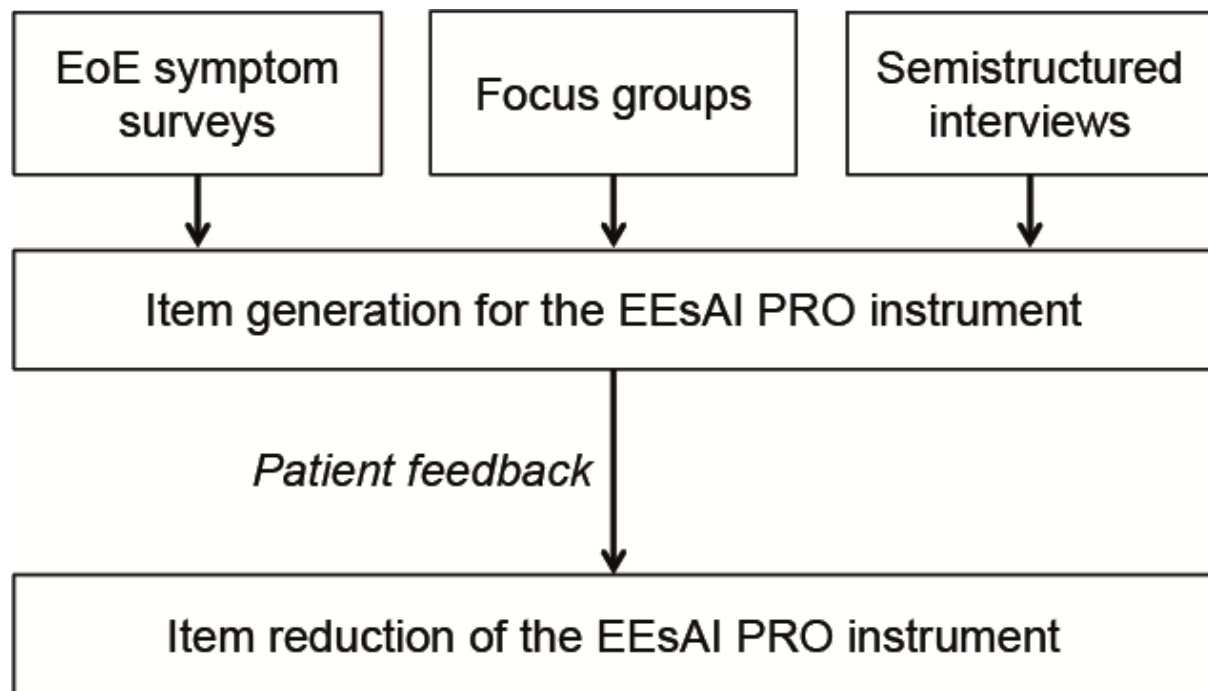 EoE symptom
surveys
Focus groups
Semistructured
interviews
Item generation for the EEsAI PRO instrument
Patient feedback
Item reduction of the EEsAI PRO instrument